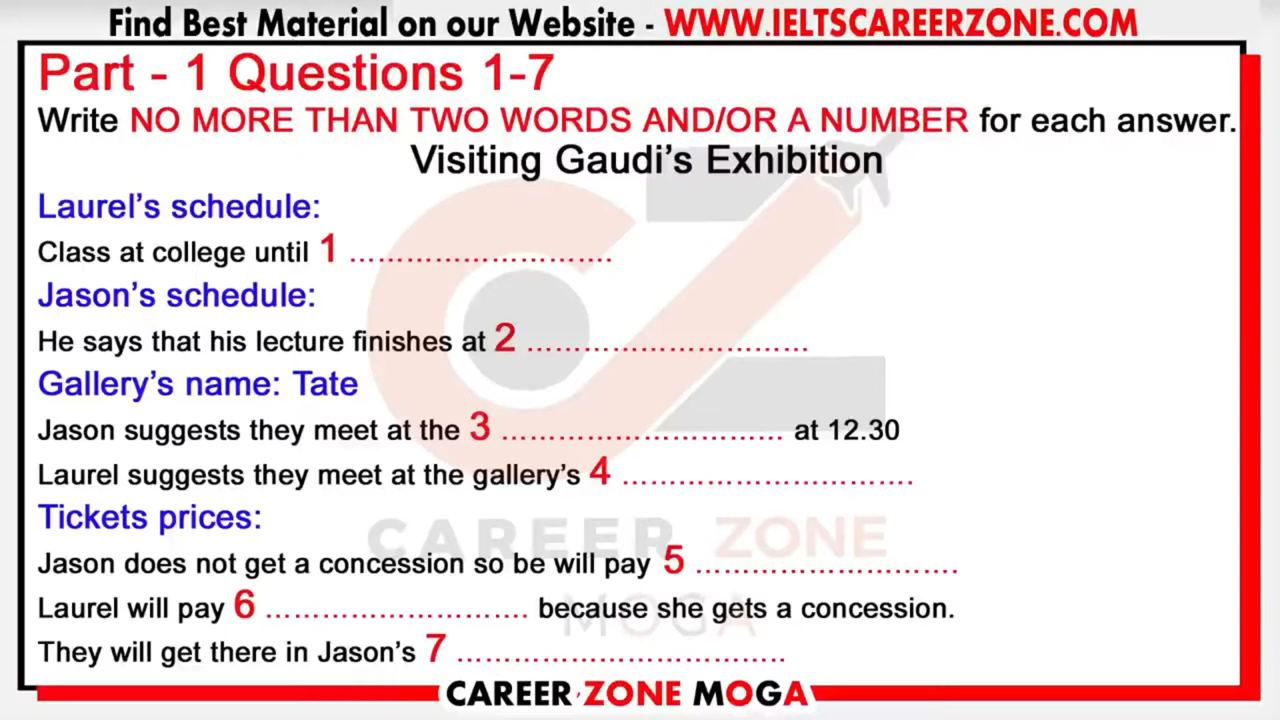 Find Best Material on our Website - WWW.IELTSCAREERZONE.COM
Part - 1 Questions 1-7
Write NO MORE THAN TWO WORDS AND/OR A NUMBER for each answer.
Visiting Gaudi’s Exhibition
Laurel’s schedule:
Class at college until 1 ...........................
Jason’s schedule:
He says that his lecture finishes at 2 .............................
Gallery’s name: Tate
Jason suggests they meet at the 3 ............................. at 12.30
Laurel suggests they meet at the gallery’s 4 ..............................
Tickets prices:
CAREER ZONE
Jason does not get a concession so be will pay 5 ...........................
Laurel will pay 6 ........................... because she gets a concession.
MOGA
They will get there in Jason’s 7 ..................................
CAREER ZONE MOGA